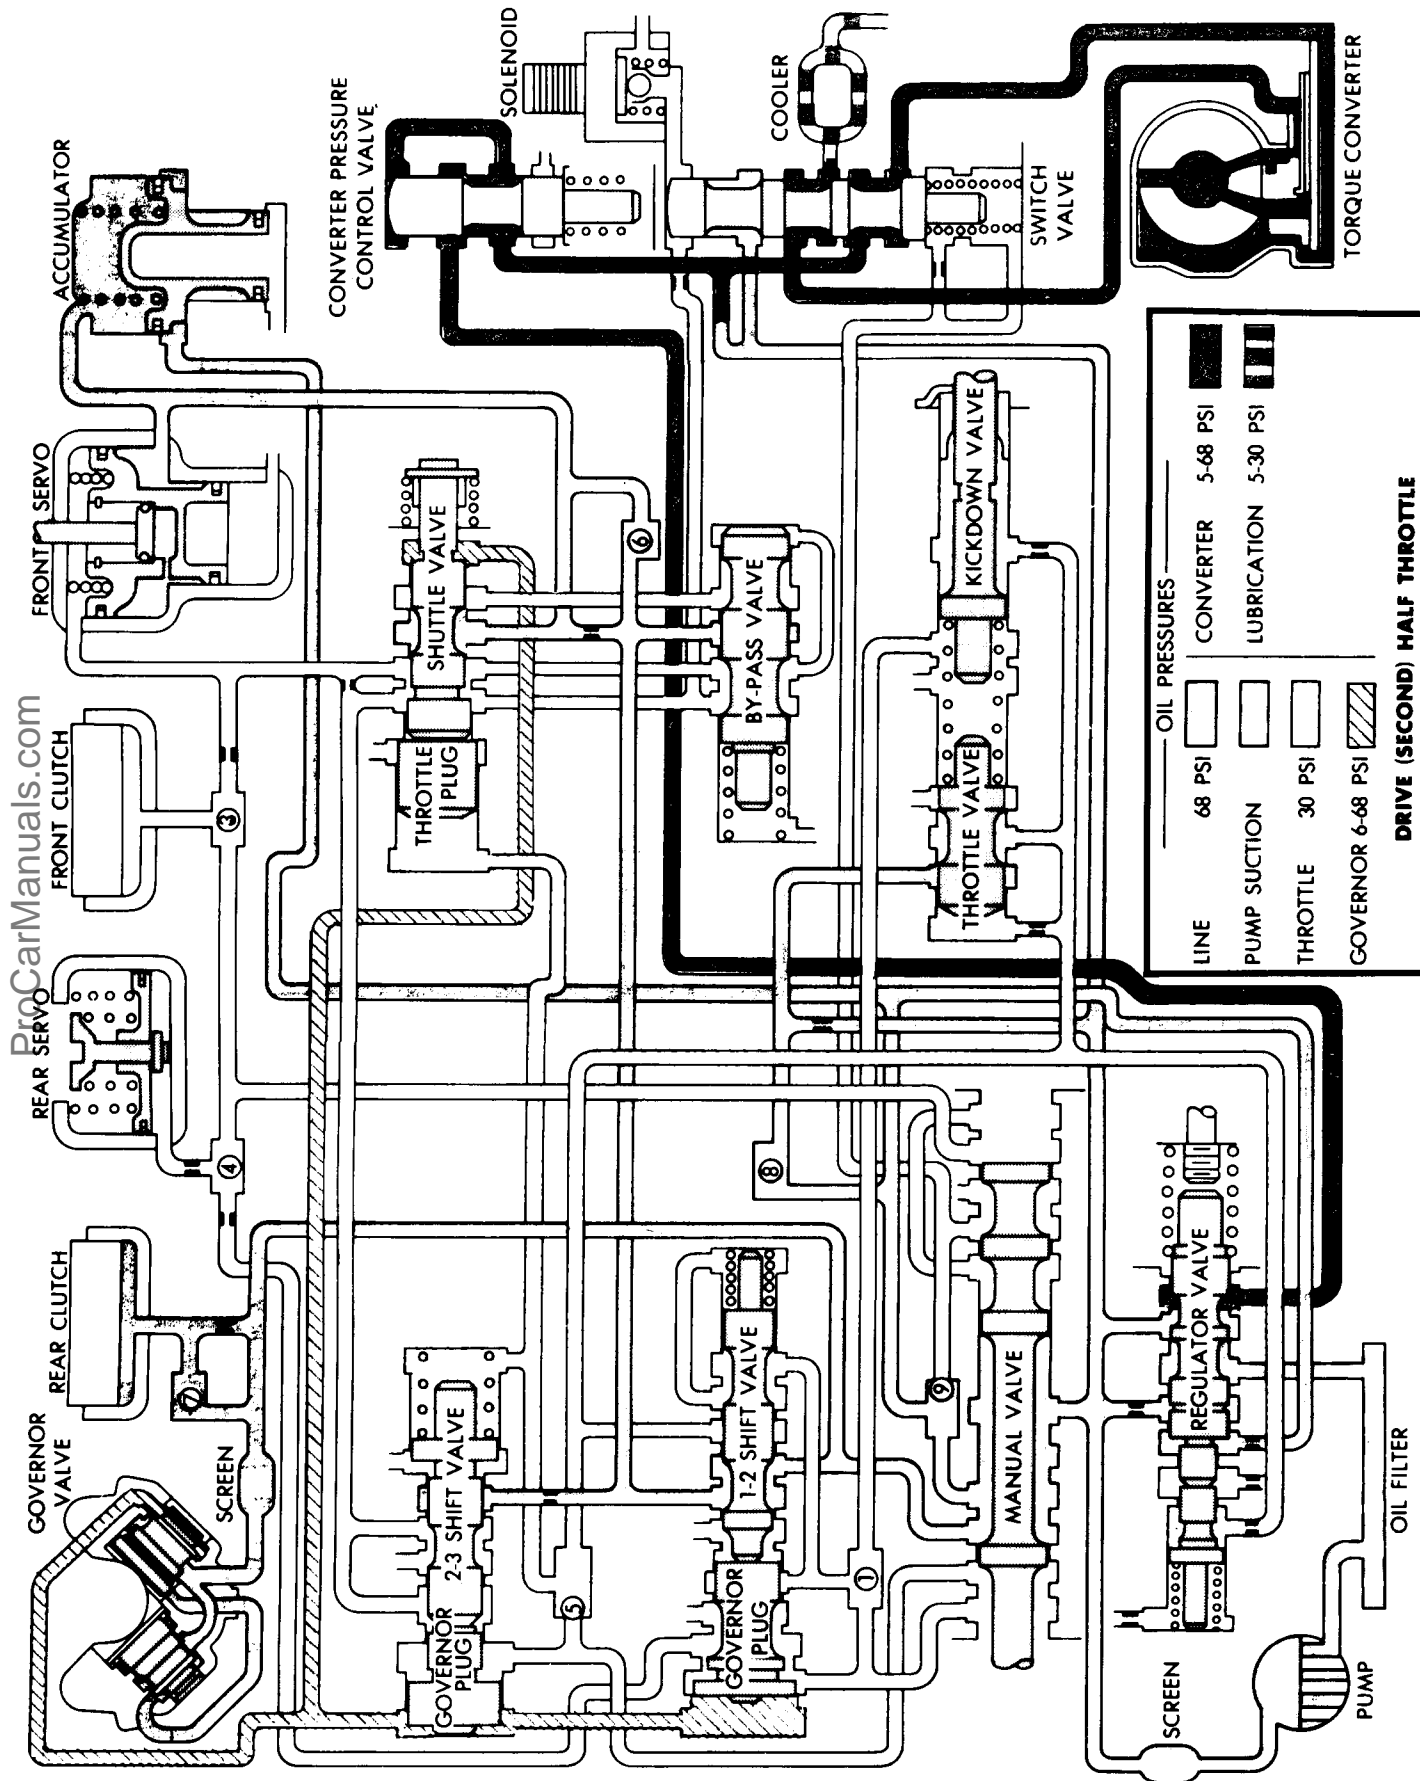 ProCarManuals.com
GOVERNOR
VALVE
REAR CLUTCH
REAR SERVO
FRONT CLUTCH
FRONT SERVO
ACCUMULATOR
SCREEN
7
4
3
CONVERTER PRESSURE
CONTROL VALVE
SOLENOID
THROTTLE
PLUG
SHUTTLE VALVE
GOVERNOR
PLUG
2-3 SHIFT VALVE
5
6
GOVERNOR
PLUG
1-2 SHIFT VALVE
8
BY-PASS VALVE
COOLER
1
9
THROTTLE VALVE
KICKDOWN VALVE
SWITCH
VALVE
MANUAL VALVE
REGULATOR VALVE
SCREEN
PUMP
OIL FILTER
TORQUE CONVERTER
OIL PRESSURES
LINE 68 PSI
CONVERTER 5-68 PSI
PUMP SUCTION
LUBRICATION 5-30 PSI
THROTTLE 30 PSI
GOVERNOR 6-68 PSI
DRIVE (SECOND) HALF THROTTLE